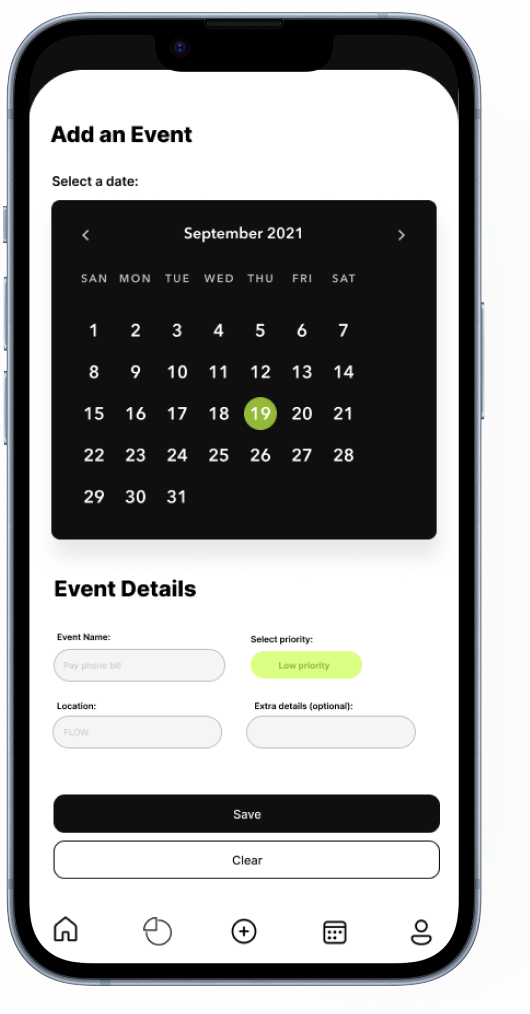 Add an Event
Select a date:
September 2021
SAN MON TUE WED THU FRI SAT
1 2 3 4 5 6 7
8 9 10 11 12 13 14
15 16 17 18 19 20 21
22 23 24 25 26 27 28
29 30 31
Event Details
Event Name: Select priority:
Pay phone bill Low priority
Location: Extra details (optional):
FLOW
Save
Clear